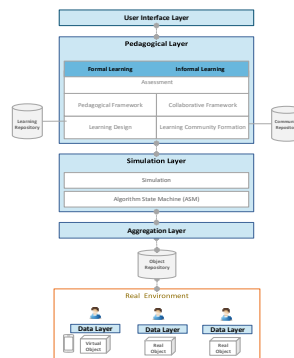 User Interface Layer
Pedagogical Layer
Formal Learning
Informal Learning
Assessment
Pedagogical Framework
Collaborative Framework
Learning Design
Learning Community Formation
Learning
Repository
Community
Repository
Simulation Layer
Simulation
Algorithm State Machine (ASM)
Aggregation Layer
Object
Repository
Real Environment
Data Layer
Data Layer
Data Layer
Virtual
Object
Real
Object
Real
Object